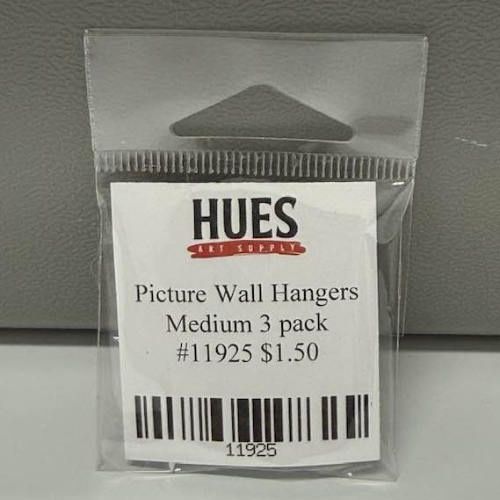 HUES
ART SUPPLY
Picture Wall Hangers
Medium 3 pack
#11925 $1.50
11925